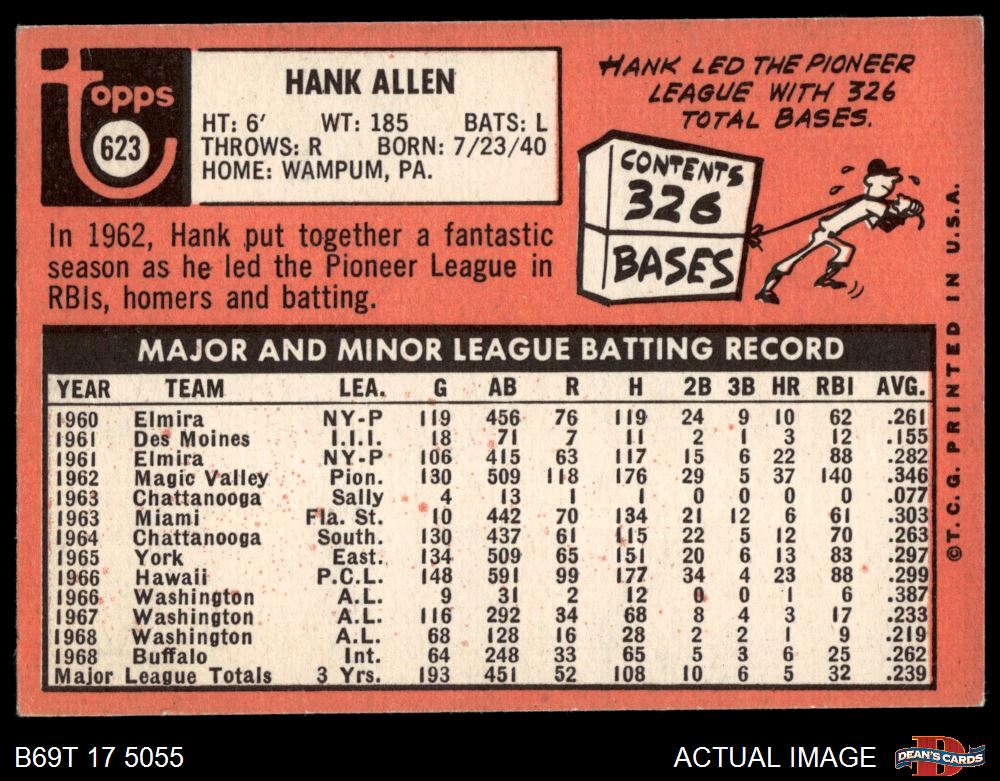 Topps
623
HANK ALLEN
HT: 6' WT: 185 BATS: L
THROWS: R BORN: 7/23/40
HOME: WAMPUM, PA.
In 1962, Hank put together a fantastic
season as he led the Pioneer League in
RBIs, homers and batting.
HANK LED THE PIONEER
LEAGUE WITH 326
TOTAL BASES.
CONTENTS
326
BASES
MAJOR AND MINOR LEAGUE BATTING RECORD
YEAR TEAM LEA. G AB R H 2B 3B HR RBI AVG.
1960 Elmira NY-P 119 456 76 119 24 9 10 62 .261
1961 Des Moines I.I.I. 18 71 7 11 2 1 3 12 .155
1961 Elmira NY-P 106 415 63 117 15 6 22 88 .282
1962 Magic Valley Pion. 130 509 118 176 29 5 37 140 .346
1963 Chattanooga Sally 4 13 1 1 0 0 0 0 .077
1963 Miami Fla. St. 10 442 70 134 21 12 6 61 .303
1964 Chattanooga South. 130 437 61 115 22 5 12 70 .263
1965 York East. 134 509 65 151 20 6 13 83 .297
1966 Hawaii P.C.L. 148 591 99 177 34 4 23 88 .299
1966 Washington A.L. 9 31 2 12 0 0 1 6 .387
1967 Washington A.L. 116 292 34 68 8 4 3 17 .233
1968 Washington A.L. 68 128 16 28 2 2 1 9 .219
1968 Buffalo Int. 64 248 33 65 5 3 6 25 .262
Major League Totals 3 Yrs. 193 451 52 108 10 6 5 32 .239
©T. C. G. PRINTED IN U.S.A.
B69T 17 5055
ACTUAL IMAGE
D
DEAN'S CARDS